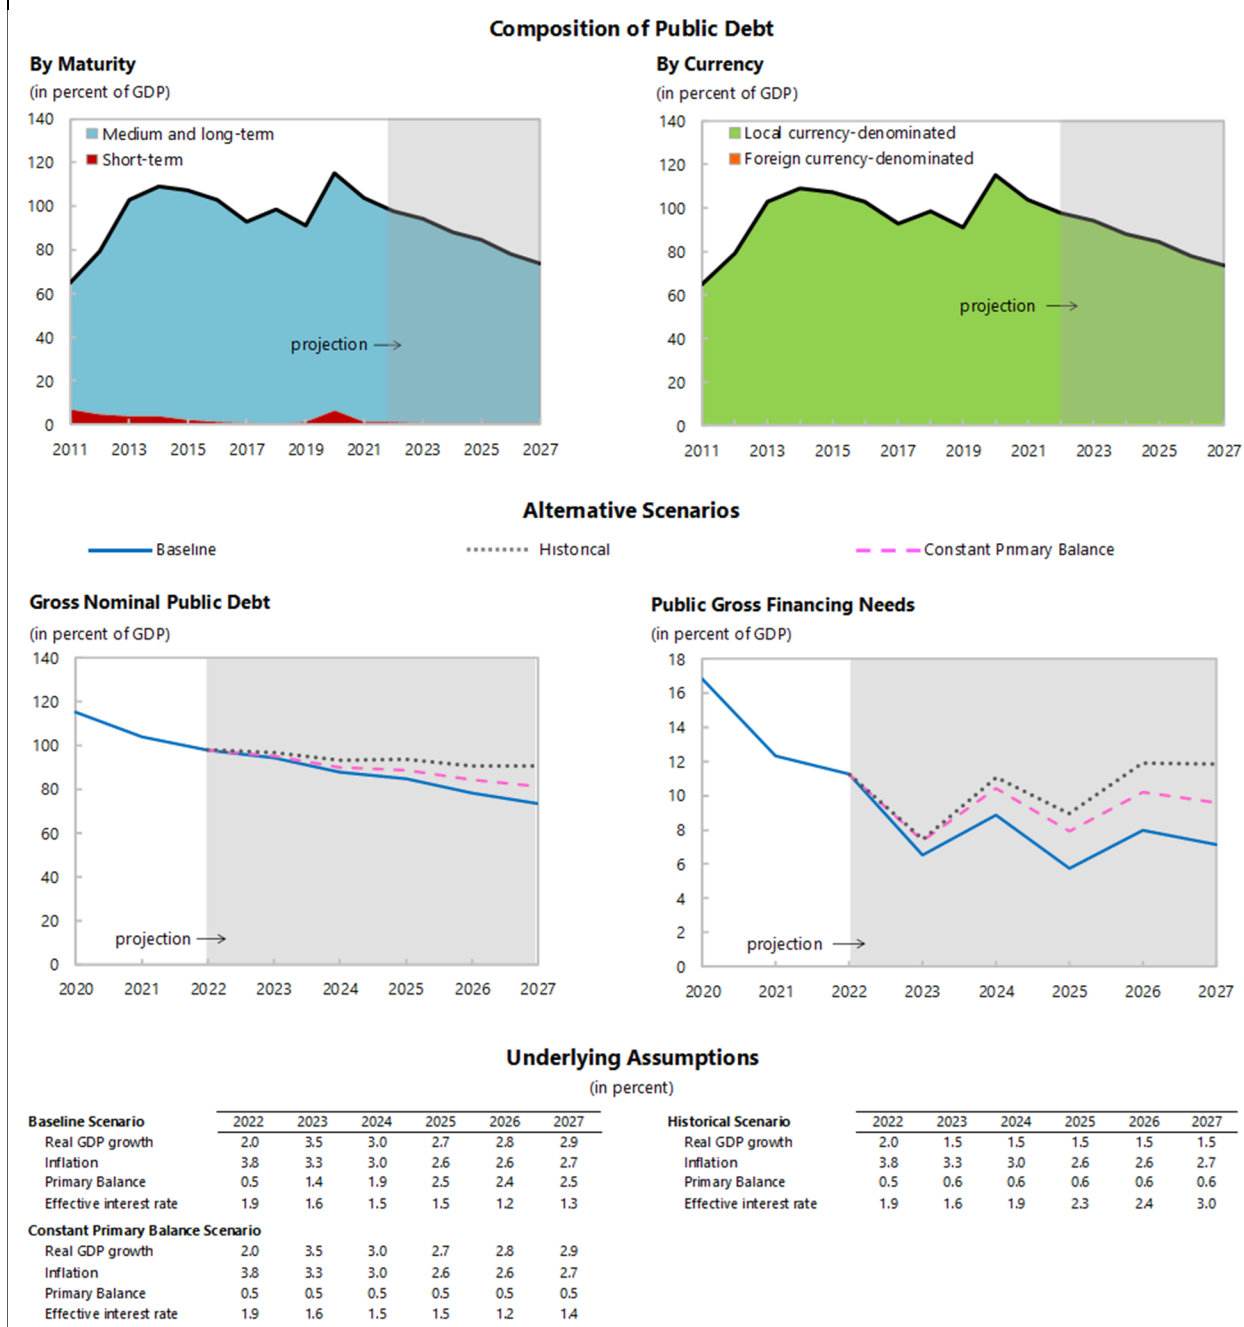 Composition of Public Debt
By Maturity
(in percent of GDP)
140
120
100
80
60
40
20
0
Medium and long-term
Short-term
projection
2011 2013 2015 2017 2019 2021 2023 2025 2027
By Currency
(in percent of GDP)
140
120
100
80
60
40
20
0
Local currency-denominated
Foreign currency-denominated
projection
2011 2013 2015 2017 2019 2021 2023 2025 2027
Alternative Scenarios
Baseline Historical Constant Primary Balance
Gross Nominal Public Debt
(in percent of GDP)
140
120
100
80
60
40
20
0
projection
2020 2021 2022 2023 2024 2025 2026 2027
Public Gross Financing Needs
(in percent of GDP)
18
16
14
12
10
8
6
4
2
0
projection
2020 2021 2022 2023 2024 2025 2026 2027
Underlying Assumptions
(in percent)
Baseline Scenario 2022 2023 2024 2025 2026 2027
Real GDP growth 2.0 3.5 3.0 2.7 2.8 2.9
Inflation 3.8 3.3 3.0 2.6 2.6 2.7
Primary Balance 0.5 1.4 1.9 2.5 2.4 2.5
Effective interest rate 1.9 1.6 1.5 1.5 1.2 1.3
Constant Primary Balance Scenario
Real GDP growth 2.0 3.5 3.0 2.7 2.8 2.9
Inflation 3.8 3.3 3.0 2.6 2.6 2.7
Primary Balance 0.5 0.5 0.5 0.5 0.5 0.5
Effective interest rate 1.9 1.6 1.5 1.5 1.2 1.4
Historical Scenario 2022 2023 2024 2025 2026 2027
Real GDP growth 2.0 1.5 1.5 1.5 1.5 1.5
Inflation 3.8 3.3 3.0 2.6 2.6 2.7
Primary Balance 0.5 0.6 0.6 0.6 0.6 0.6
Effective interest rate 1.9 1.6 1.9 2.3 2.4 3.0